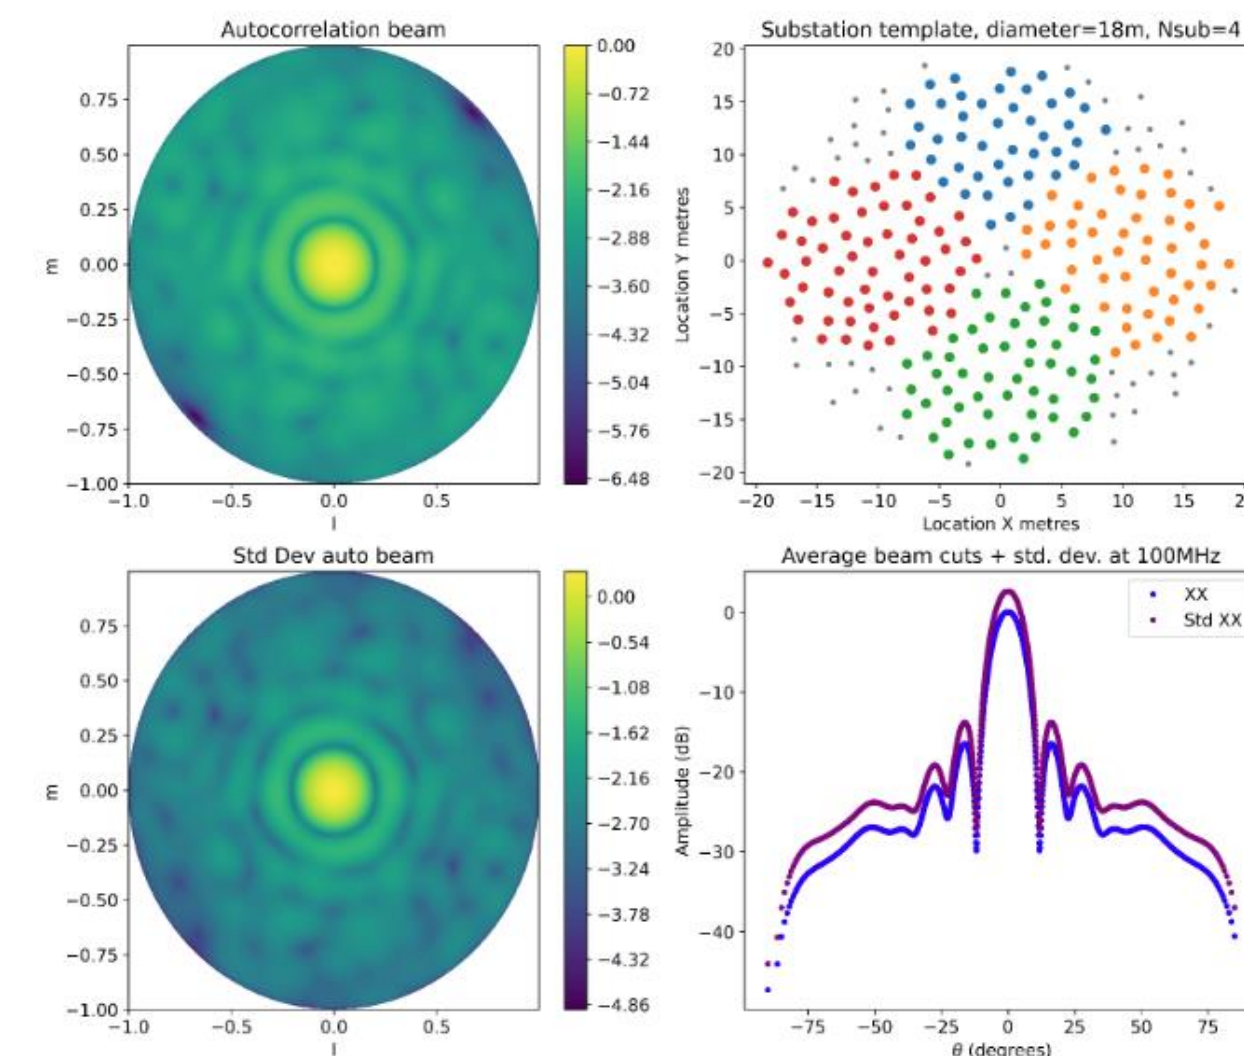 Autocorrelation beam
0.75
0.50
0.25
0.00
−0.25
−0.50
−0.75
−1.00
m
−1.0 −0.5 0.0 0.5
l
0.00
−0.72
−1.44
−2.16
−2.88
−3.60
−4.32
−5.04
−5.76
−6.48
Substation template, diameter=18m, Nsub=4
20
15
10
5
0
−5
−10
−15
−20
Location Y metres
−20 −15 −10 −5 0 5 10 15
Location X metres
Std Dev auto beam
0.75
0.50
0.25
0.00
−0.25
−0.50
−0.75
−1.00
m
−1.0 −0.5 0.0 0.5
l
0.00
−0.54
−1.08
−1.62
−2.16
−2.70
−3.24
−3.78
−4.32
−4.86
Average beam cuts + std. dev. at 100MHz
0
−10
−20
−30
−40
Amplitude (dB)
XX
Std XX
−75 −50 −25 0 25 50 75
θ (degrees)